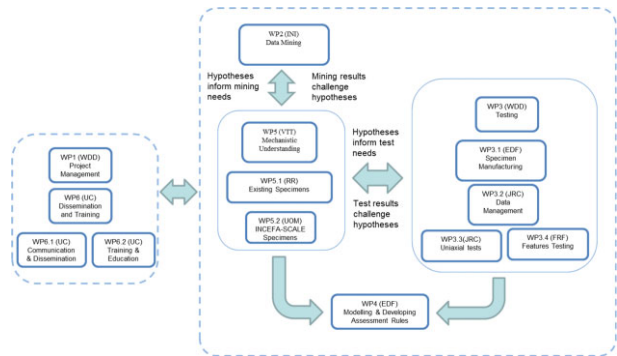 WP2 (INI)
Data Mining
Hypotheses
inform mining
needs
Mining results
challenge
hypotheses
WP1 (WDD)
Project
Management
WP6 (UC)
Dissemination
and Training
WP6.1 (UC)
Communication
& Dissemination
WP6.2 (UC)
Training &
Education
WP5 (VTT)
Mechanistic
Understanding
WP5.1 (RR)
Existing Specimens
WP5.2 (UOM)
INCEFA-SCALE
Specimens
Hypotheses
inform test
needs
Test results
challenge
hypotheses
WP3 (WDD)
Testing
WP3.1 (EDF)
Specimen
Manufacturing
WP3.2 (JRC)
Data
Management
WP3.3(JRC)
Uniaxial tests
WP3.4 (FRF)
Features Testing
WP4 (EDF)
Modelling & Developing
Assessment Rules